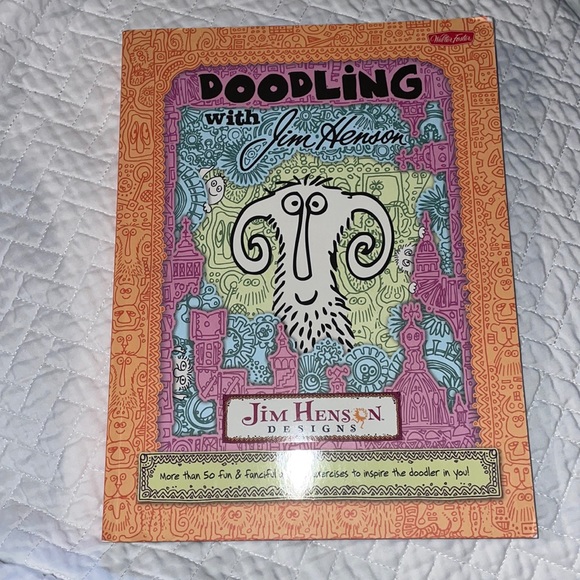 Walter Foster
DOODLING
with Jim Henson
JIM HENSON
DESIGNS
More than 50 fun & fanciful exercises to inspire the doodler in you!